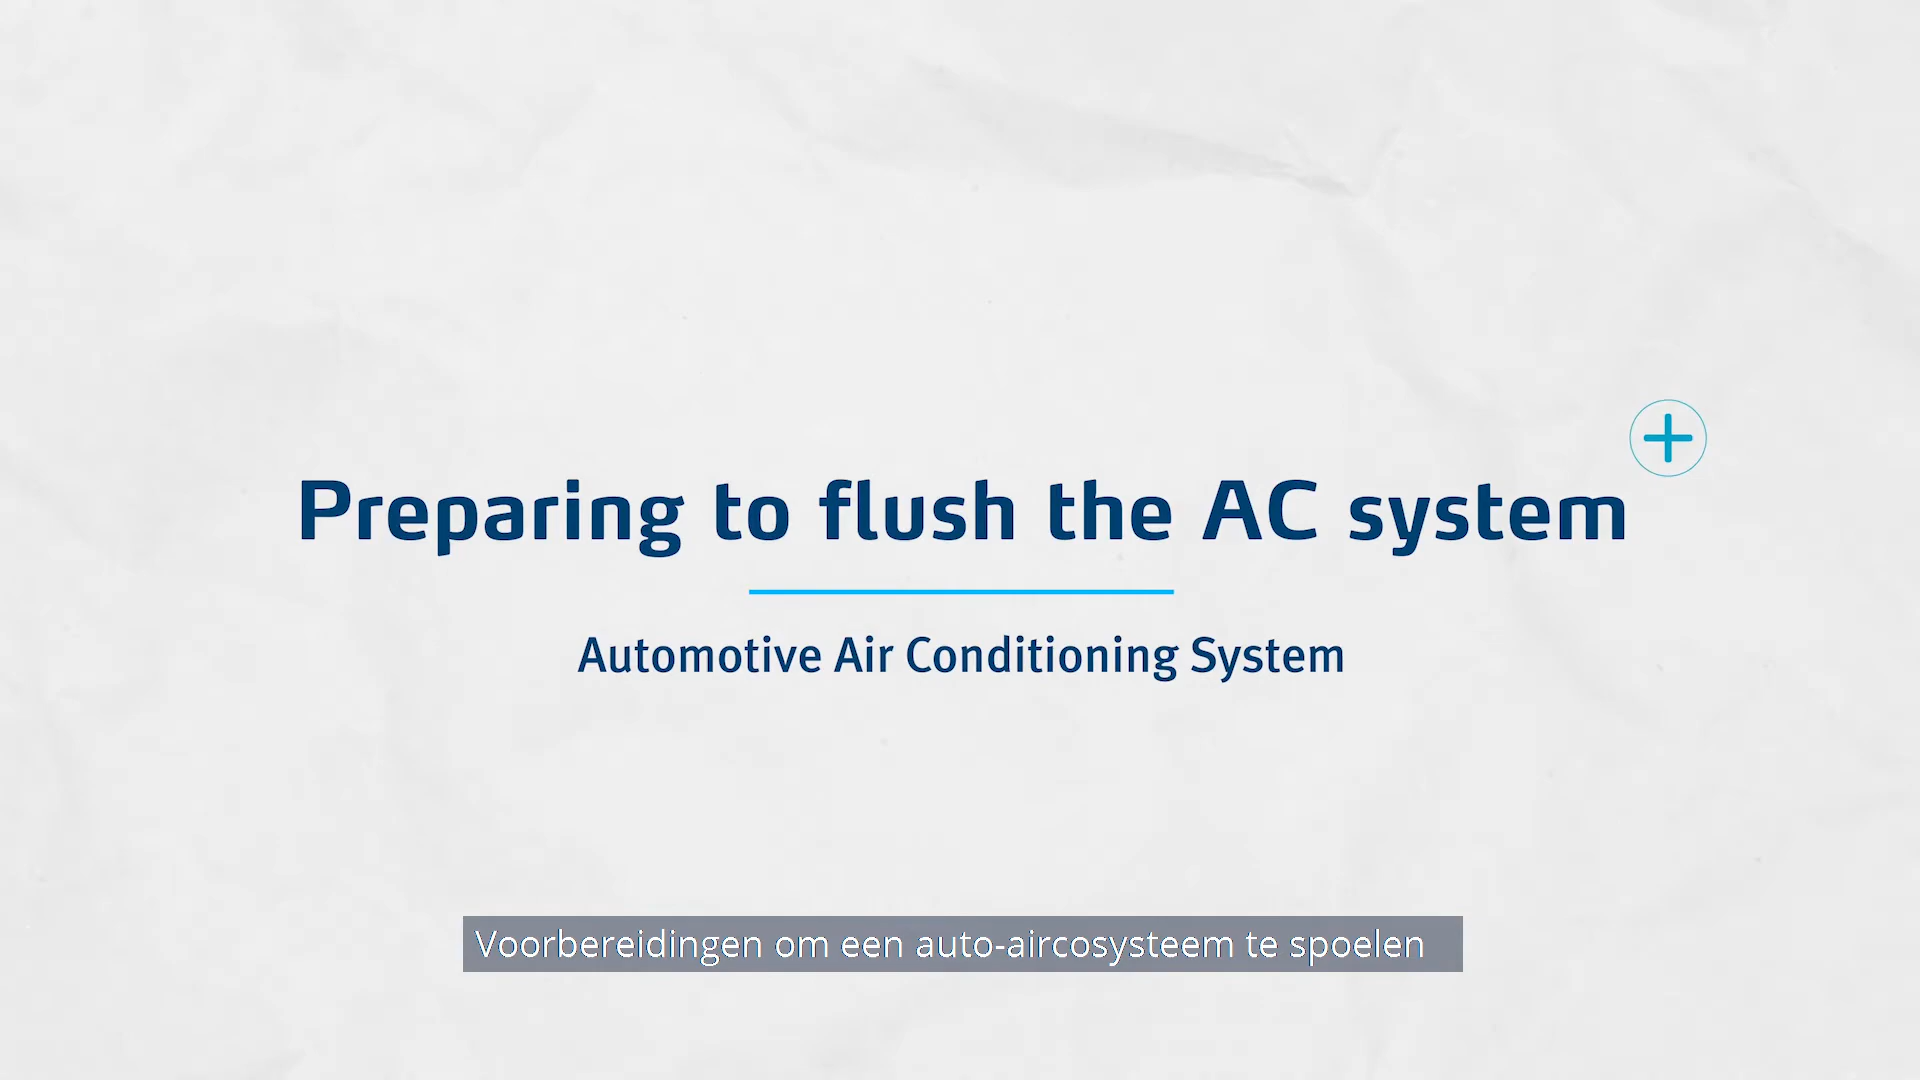 Preparing to flush the AC system
Automotive Air Conditioning System
Voorbereidingen om een auto-aircosysteem te spoelen